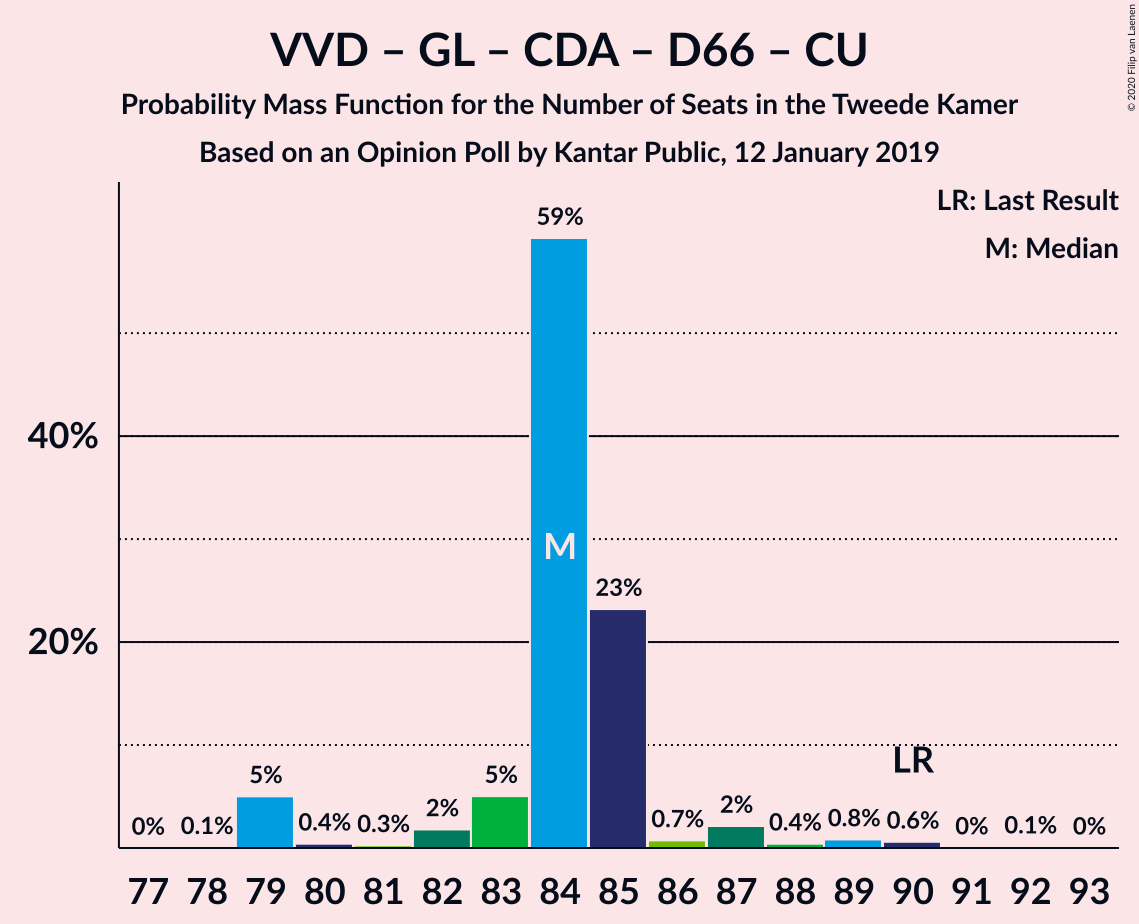 VVD – GL – CDA – D66 – CU
Probability Mass Function for the Number of Seats in the Tweede Kamer
Based on an Opinion Poll by Kantar Public, 12 January 2019
© 2020 Filip van Laenen
LR: Last Result
M: Median
59%
40%
M
23%
20%
LR
0% 0.1% 5% 0.4% 0.3% 2% 5% 0.7% 2% 0.4% 0.8% 0.6% 0% 0.1% 0%
77 78 79 80 81 82 83 84 85 86 87 88 89 90 91 92 93